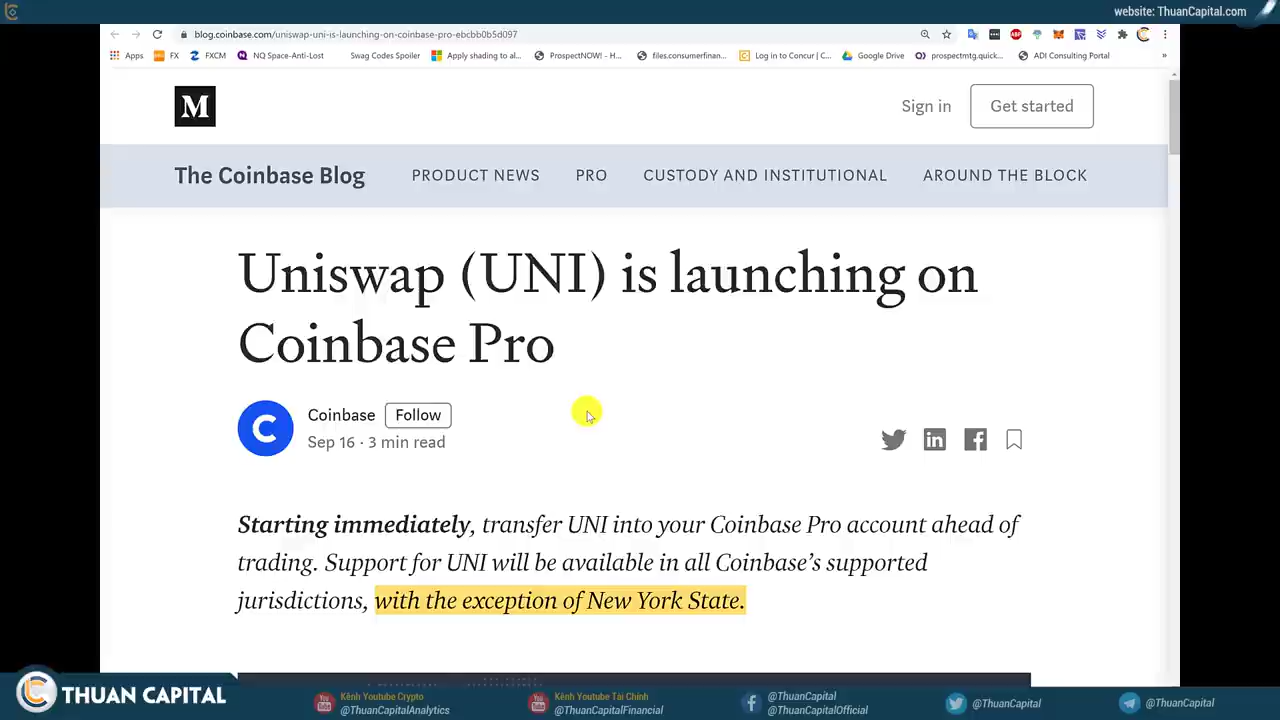 website: ThuanCapital.com
blog.coinbase.com/uniswap-uni-is-launching-on-coinbase-pro-ebcbb0b5d097
Apps FX FXCM NQ Space-Anti-Lost Swag Codes Spoiler Apply shading to al... ProspectNOW! – H... files.consumerfinan... Log in to Concur | C... Google Drive prospectmtg.quick... ADI Consulting Portal »
M
Sign in Get started
The Coinbase Blog PRODUCT NEWS PRO CUSTODY AND INSTITUTIONAL AROUND THE BLOCK
Uniswap (UNI) is launching on
Coinbase Pro
Coinbase Follow
Sep 16 · 3 min read
Starting immediately, transfer UNI into your Coinbase Pro account ahead of
trading. Support for UNI will be available in all Coinbase's supported
jurisdictions, with the exception of New York State.
THUAN CAPITAL
Kênh Youtube Crypto
@ThuanCapitalAnalytics
Kênh Youtube Tài Chính
@ThuanCapitalFinancial
@ThuanCapital
@ThuanCapitalOfficial
@ThuanCapital
@ThuanCapital